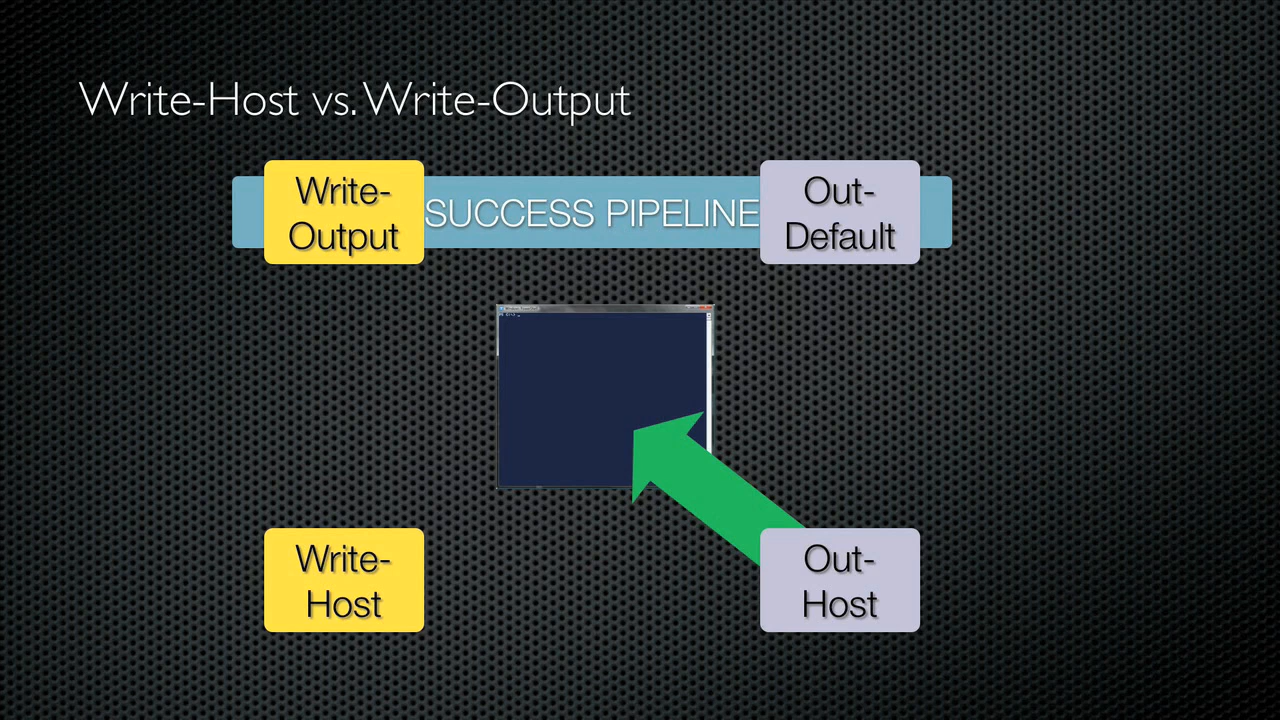 Write-Host vs. Write-Output
Write-
Output
SUCCESS PIPELINE
Out-
Default
Write-
Host
Out-
Host